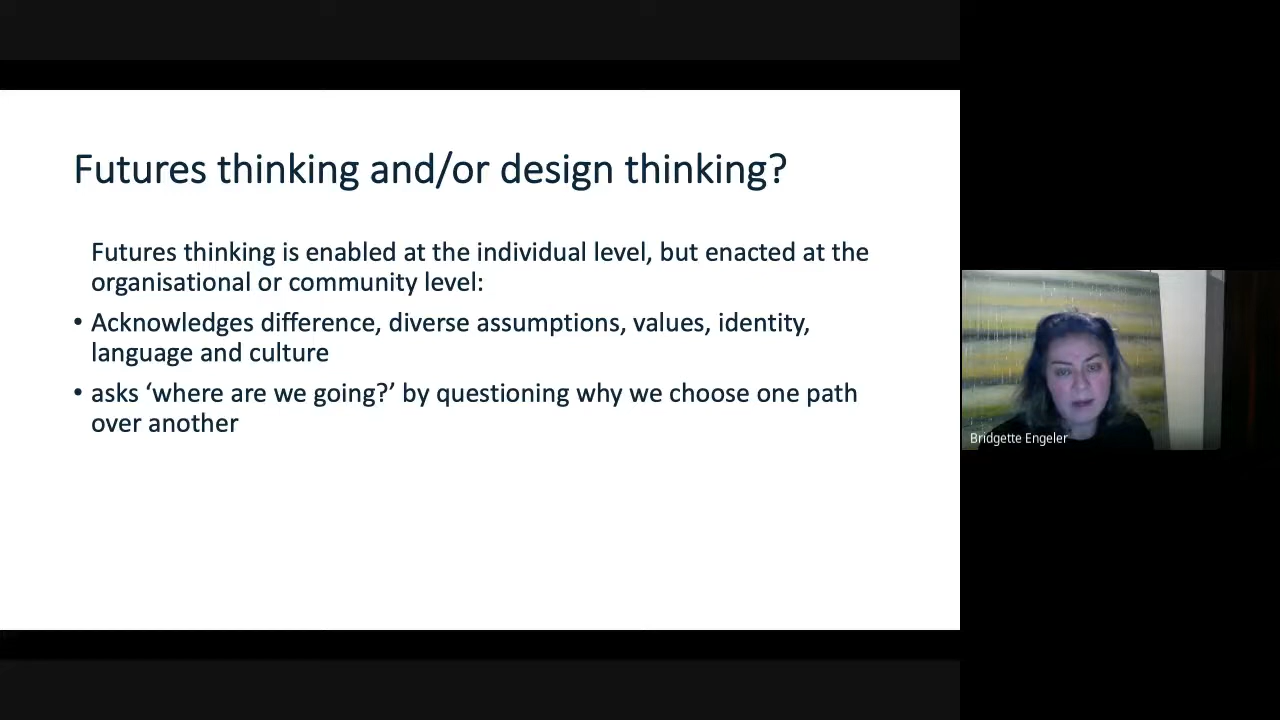 Futures thinking and/or design thinking?
Futures thinking is enabled at the individual level, but enacted at the
organisational or community level:
• Acknowledges difference, diverse assumptions, values, identity,
language and culture
• asks ‘where are we going?’ by questioning why we choose one path
over another
Bridgette Engeler